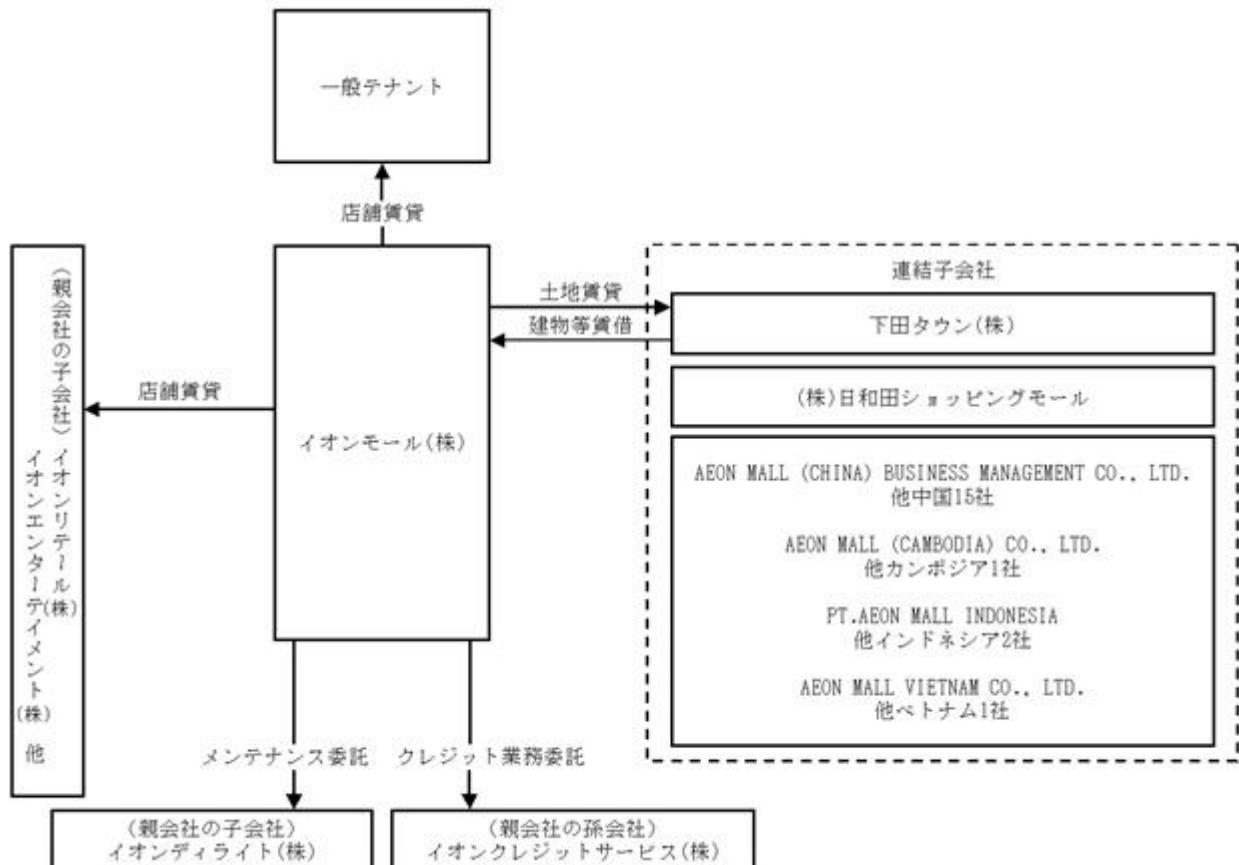 一般テナント
店舗賃貸
連結子会社
土地賃貸
下田タウン(株)
建物等賃借
(株)日和田ショッピングモール
(親会社の子会社) イオンリテール(株)
イオンエンターテイメント(株) 他
店舗賃貸
イオンモール(株)
AEON MALL (CHINA) BUSINESS MANAGEMENT CO., LTD.
他中国15社
AEON MALL (CAMBODIA) CO., LTD.
他カンボジア1社
PT.AEON MALL INDONESIA
他インドネシア2社
AEON MALL VIETNAM CO., LTD.
他ベトナム1社
メンテナンス委託
クレジット業務委託
(親会社の子会社)
イオンディライト(株)
(親会社の孫会社)
イオンクレジットサービス(株)